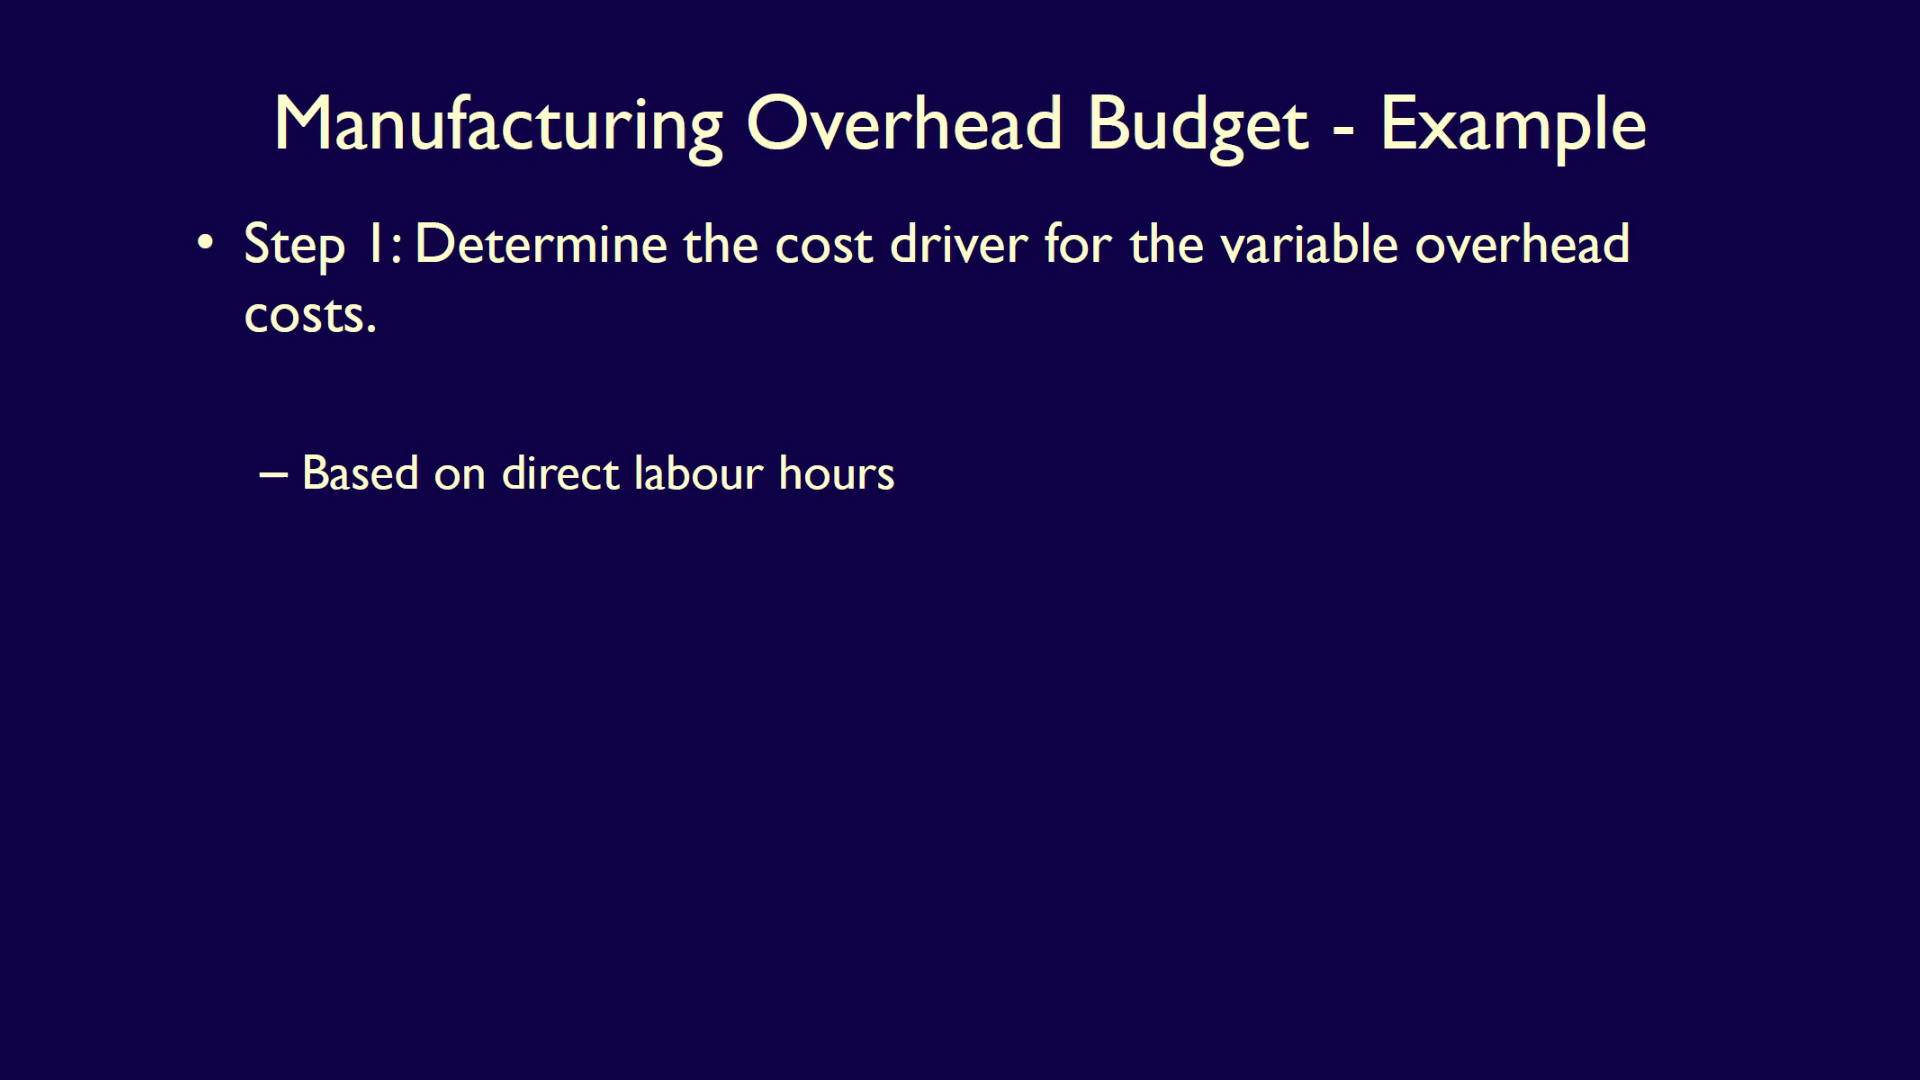 Manufacturing Overhead Budget - Example
• Step 1: Determine the cost driver for the variable overhead
costs.
– Based on direct labour hours